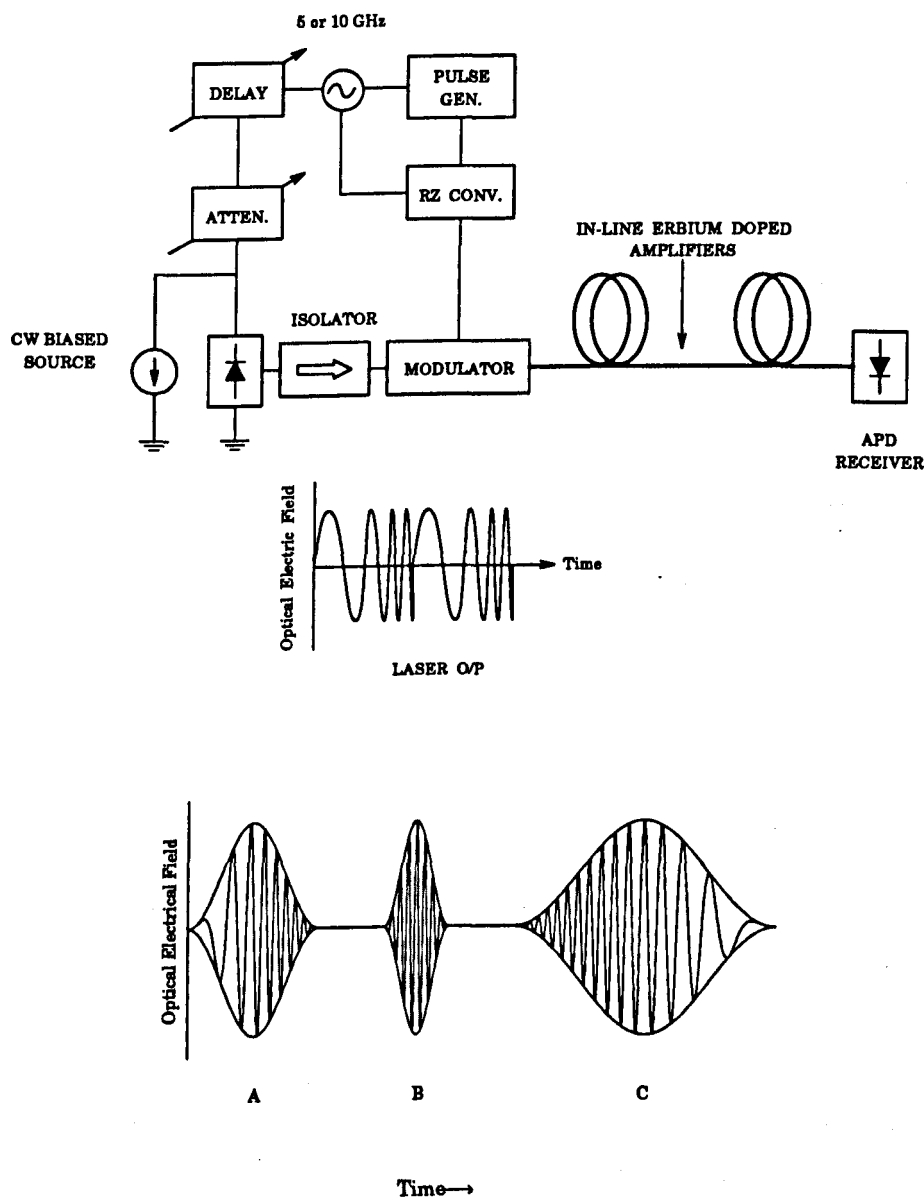 5 or 10 GHz
DELAY
PULSE
GEN.
ATTEN.
RZ CONV.
IN-LINE ERBIUM DOPED
AMPLIFIERS
CW BIASED
SOURCE
ISOLATOR
MODULATOR
APD
RECEIVER
Optical Electric Field
Time
LASER O/P
Optical Electrical Field
A
B
C
Time